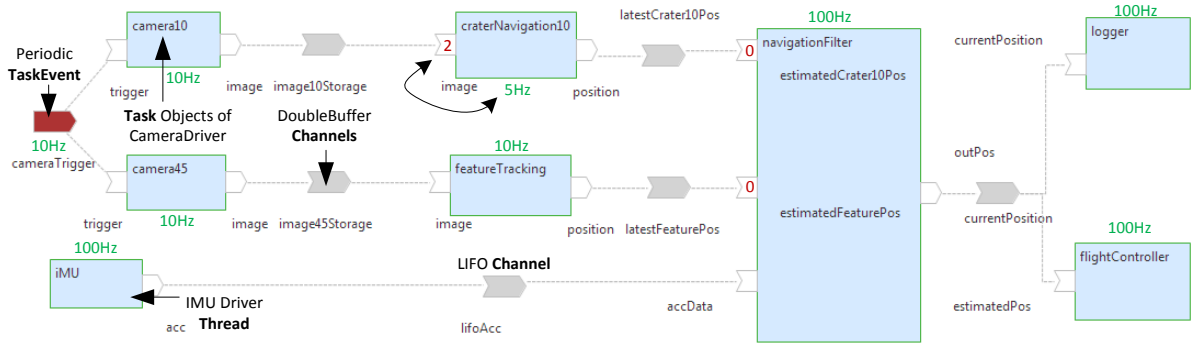 Periodic
TaskEvent
10Hz
cameraTrigger
camera10
10Hz
trigger
image
Task Objects of
CameraDriver
image10Storage
DoubleBuffer
Channels
2
craterNavigation10
image
5Hz
position
latestCrater10Pos
camera45
trigger
10Hz
image
image45Storage
featureTracking
10Hz
image
position
latestFeaturePos
100Hz
iMU
IMU Driver
Thread
acc
LIFO Channel
lifoAcc
accData
100Hz
0
navigationFilter
estimatedCrater10Pos
0
estimatedFeaturePos
outPos
currentPosition
currentPosition
100Hz
logger
100Hz
flightController
estimatedPos